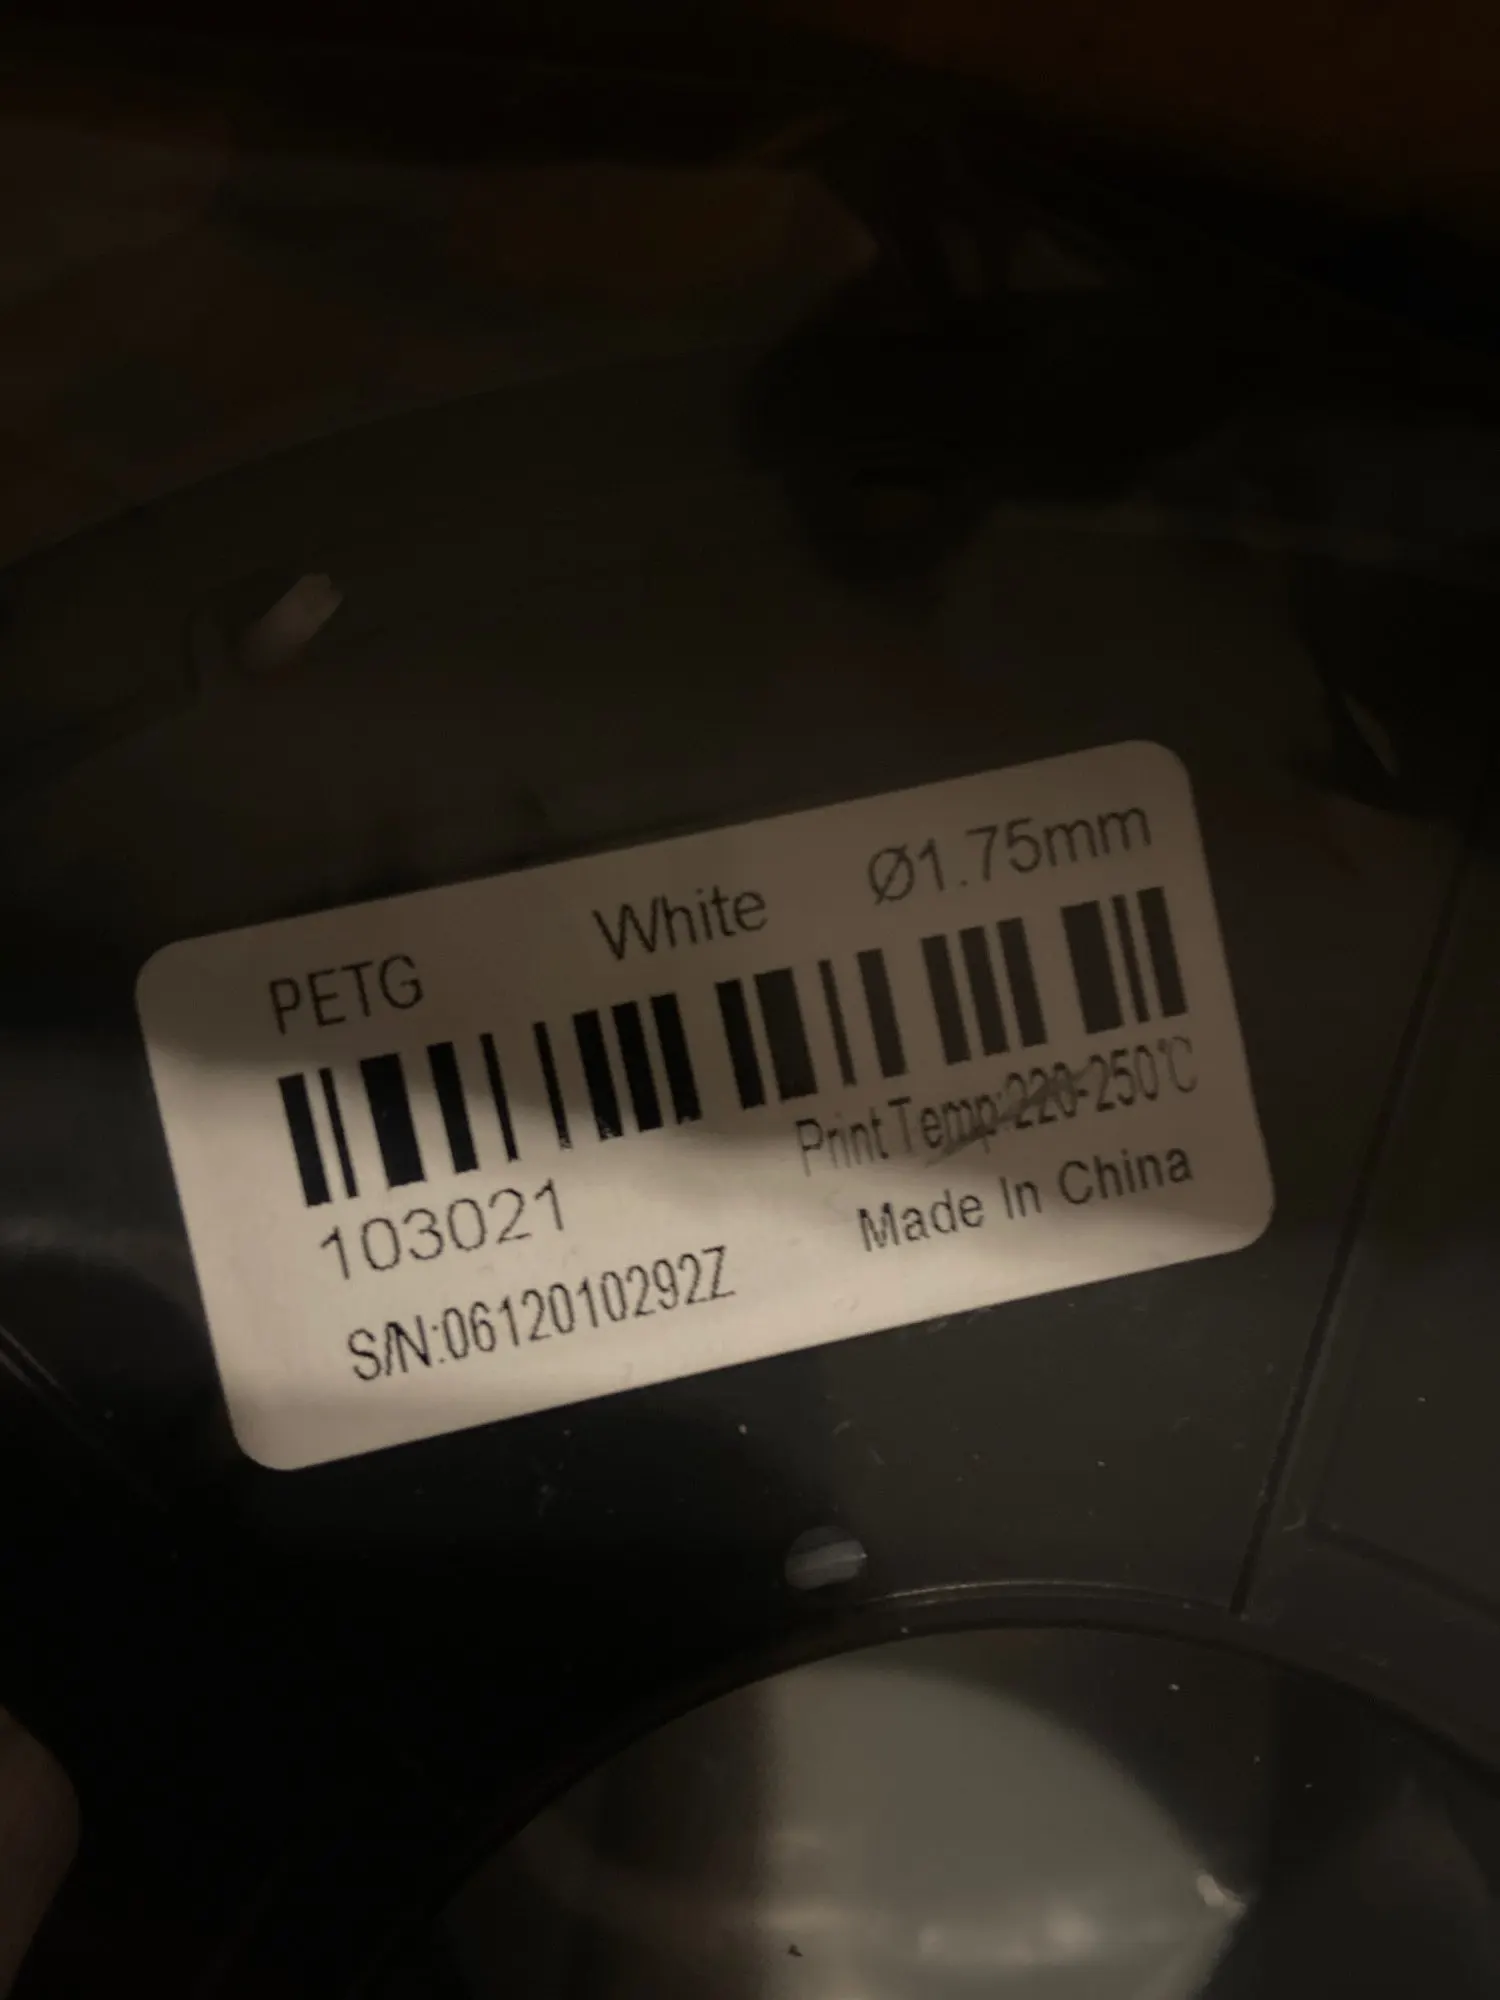 PETG White Ø1.75mm
103021 Print Temp:220-250℃
S/N:0612010292Z Made In China